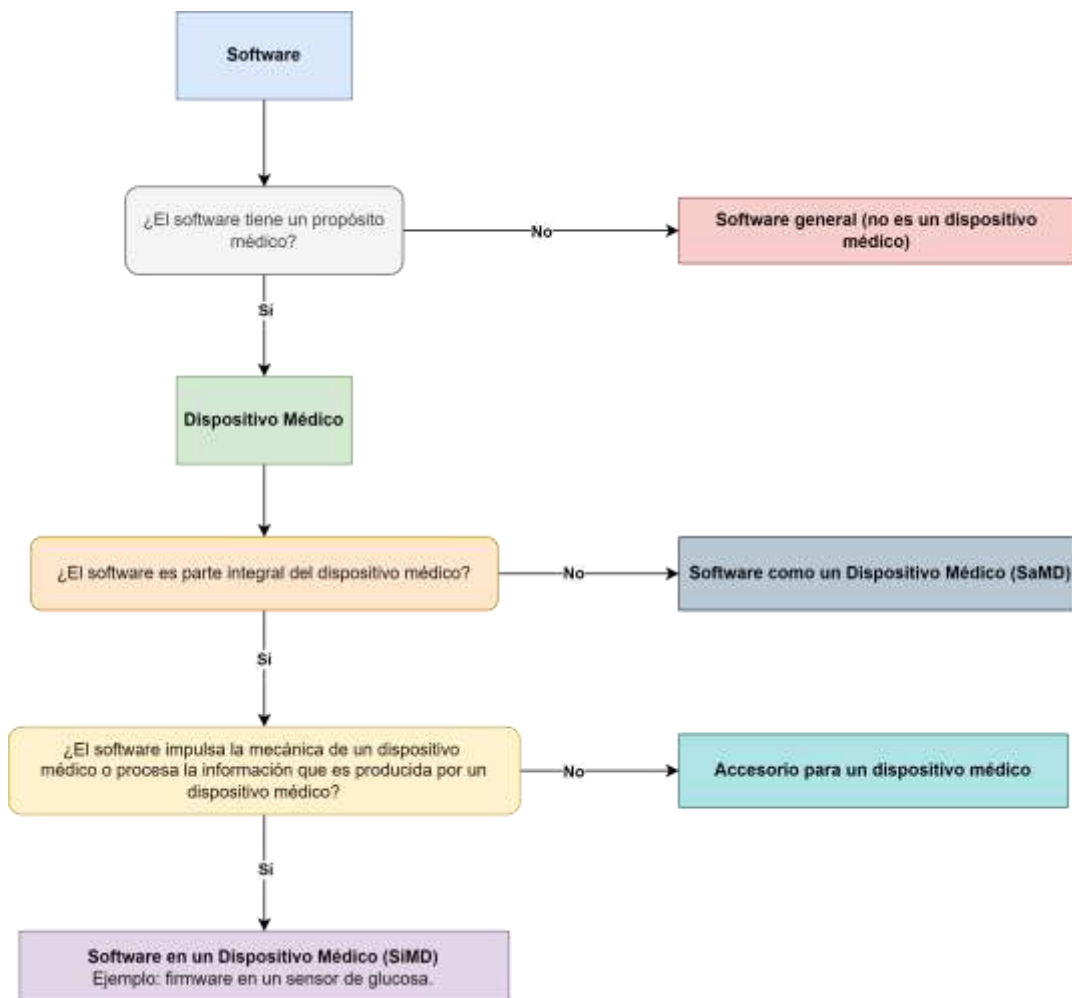 Software
¿El software tiene un propósito
médico?
No
Software general (no es un dispositivo
médico)
Sí
Dispositivo Médico
¿El software es parte integral del dispositivo médico?
No
Software como un Dispositivo Médico (SaMD)
Sí
¿El software impulsa la mecánica de un dispositivo
médico o procesa la información que es producida por un
dispositivo médico?
No
Accesorio para un dispositivo médico
Sí
Software en un Dispositivo Médico (SiMD)
Ejemplo: firmware en un sensor de glucosa.